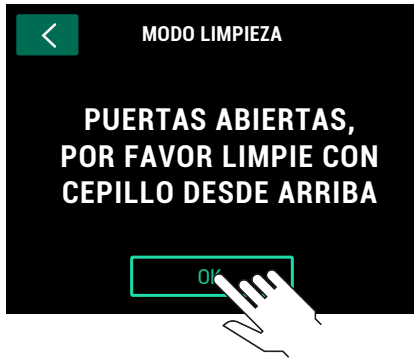 MODO LIMPIEZA
PUERTAS ABIERTAS,
POR FAVOR LIMPIE CON
CEPILLO DESDE ARRIBA
OK